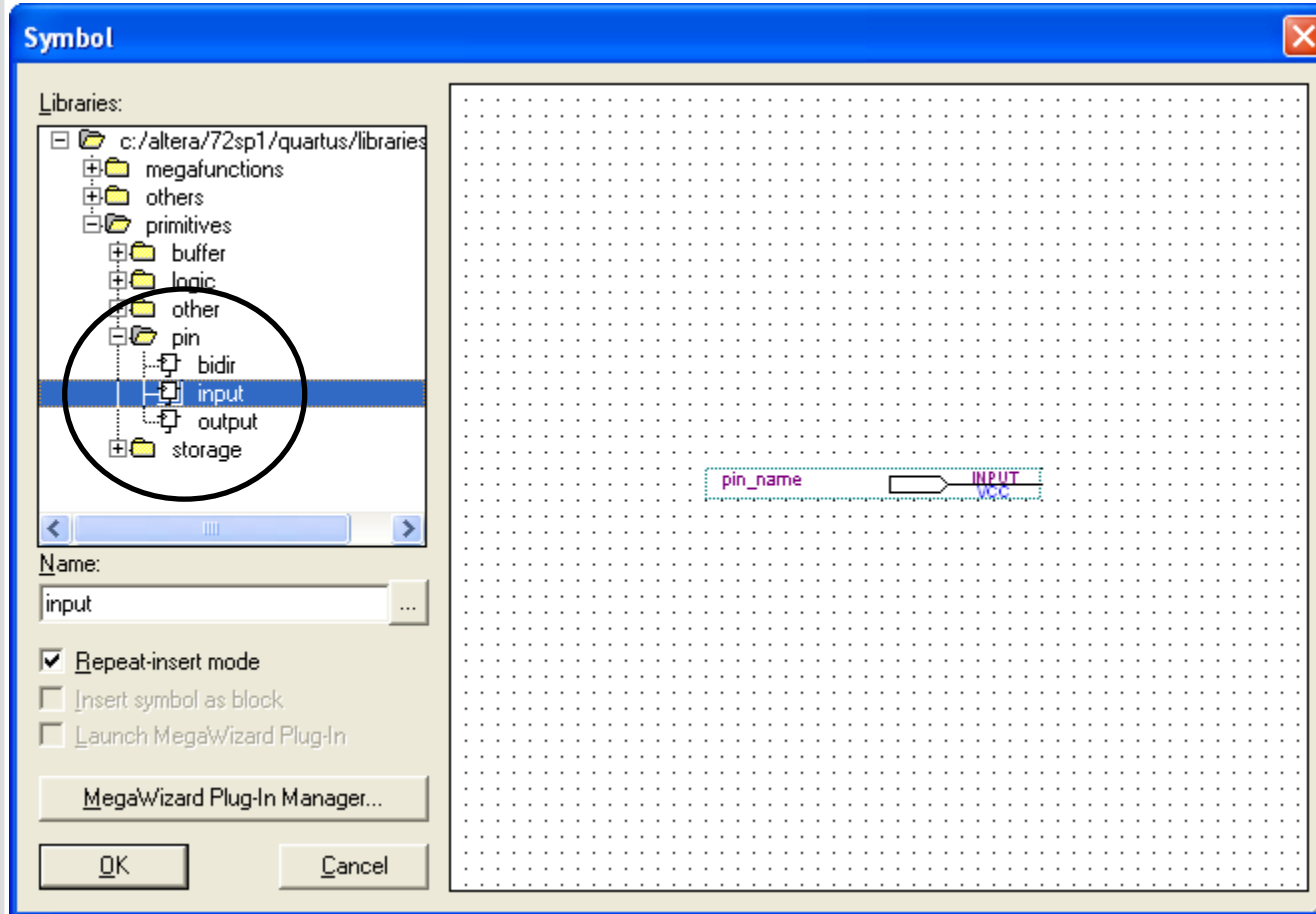 Symbol
Libraries:
c:/altera/72sp1/quartus/libraries
megafunctions
others
primitives
buffer
logic
other
pin
bidir
input
output
storage
Name:
input
...
Repeat-insert mode
Insert symbol as block
Launch MegaWizard Plug-In
MegaWizard Plug-In Manager...
OK
Cancel
pin_name
INPUT
VCC